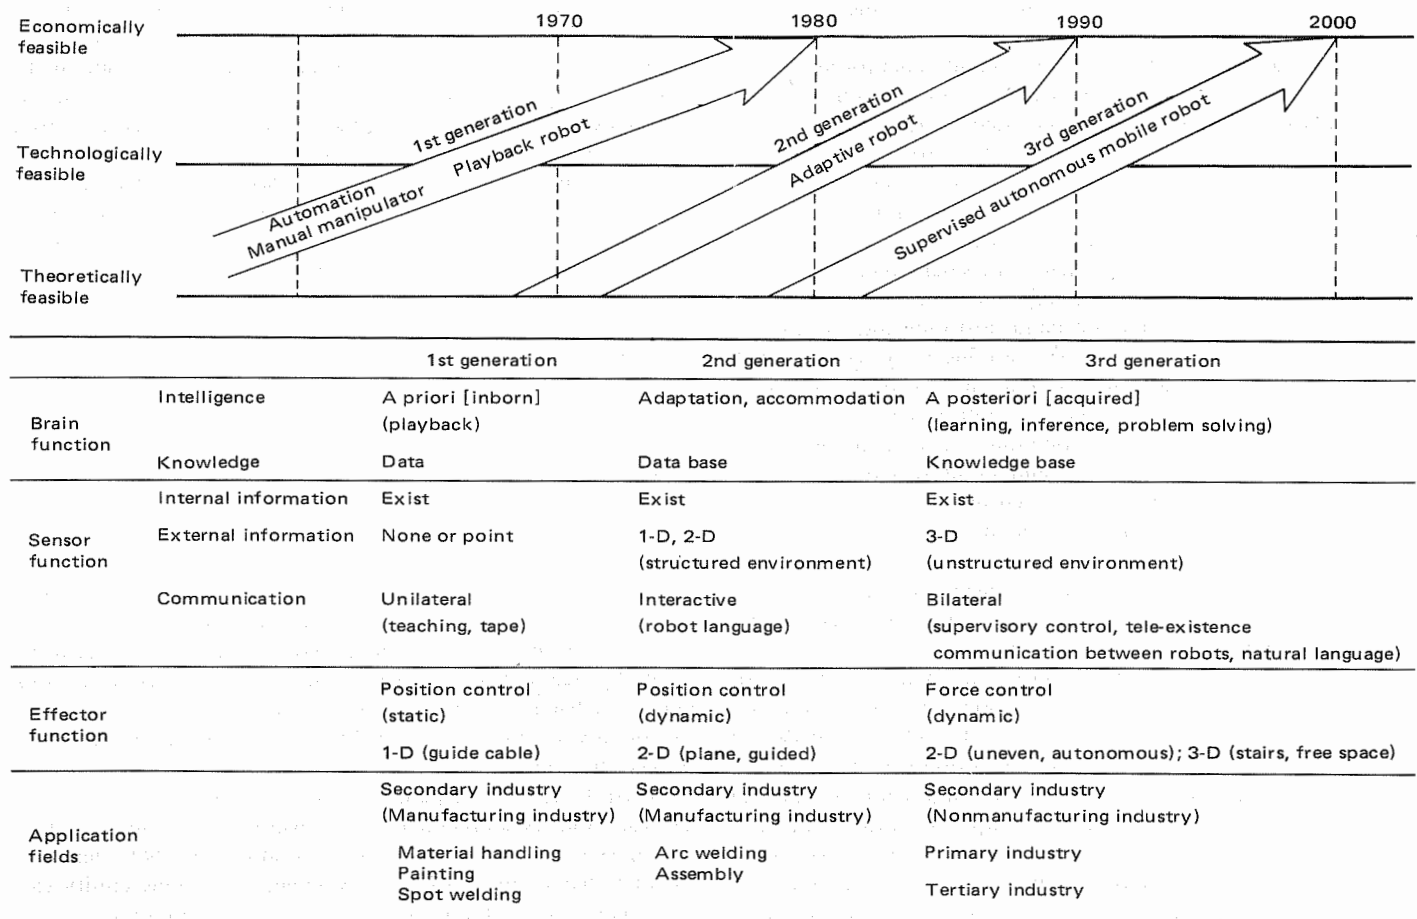 1970 1980 1990 2000
Economically
feasible
1st generation
Playback robot
2nd generation
Adaptive robot
3rd generation
Supervised autonomous mobile robot
Technologically
feasible
Automation
Manual manipulator
Theoretically
feasible
1st generation 2nd generation 3rd generation
Brain
function
Intelligence A priori [inborn] Adaptation, accommodation A posteriori [acquired]
(playback) (learning, inference, problem solving)
Knowledge Data Data base Knowledge base
Sensor
function
Internal information Exist Exist Exist
External information None or point 1-D, 2-D 3-D
(structured environment) (unstructured environment)
Communication Unilateral Interactive Bilateral
(teaching, tape) (robot language) (supervisory control, tele-existence
communication between robots, natural language)
Effector
function
Position control Position control Force control
(static) (dynamic) (dynamic)
1-D (guide cable) 2-D (plane, guided) 2-D (uneven, autonomous); 3-D (stairs, free space)
Application
fields
Secondary industry Secondary industry Secondary industry
(Manufacturing industry) (Manufacturing industry) (Nonmanufacturing industry)
Material handling Arc welding Primary industry
Painting Assembly
Spot welding Tertiary industry